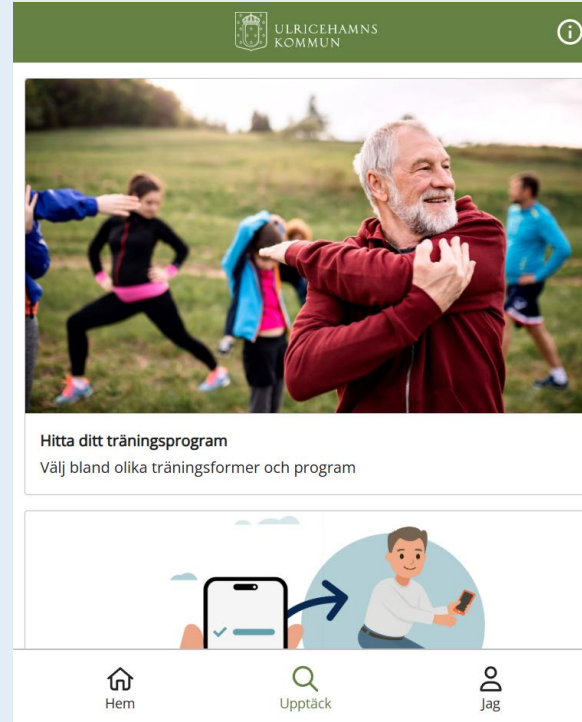 ULRICEHAMNS
KOMMUN
Hitta ditt träningsprogram
Välj bland olika träningsformer och program
Hem
Upptäck
Jag